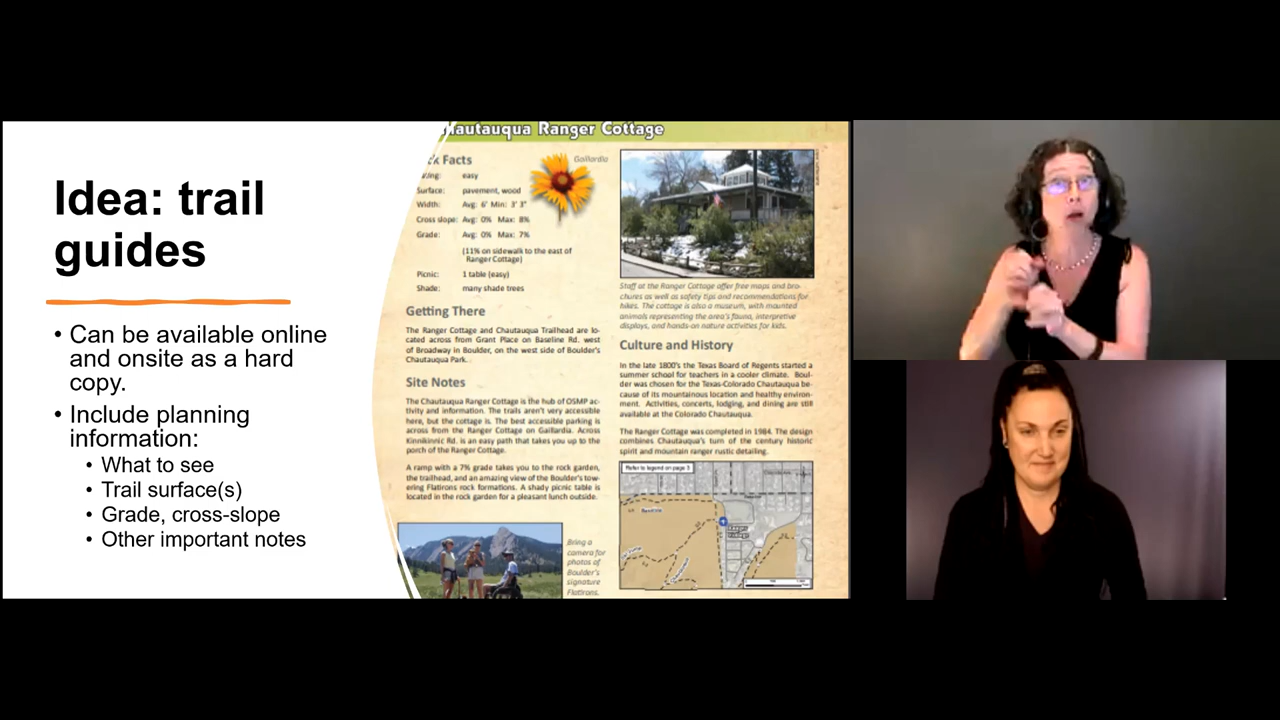 Idea: trail
guides
• Can be available online
and onsite as a hard
copy.
• Include planning
information:
• What to see
• Trail surface(s)
• Grade, cross-slope
• Other important notes
hautauqua Ranger Cottage
k Facts
Gaillardia
easy
Surface: pavement, wood
Width: Avg: 6' Min: 3' 3"
Cross slope: Avg: 0% Max: 8%
Grade: Avg: 0% Max: 7%
(11% on sidewalk to the east of
Ranger Cottage)
Picnic: 1 table (easy)
Shade: many shade trees
Getting There
The Ranger Cottage and Chautauqua Trailhead are lo-
cated across from Grant Place on Baseline Rd. west
of Broadway in Boulder, on the west side of Boulder's
Chautauqua Park.
Site Notes
The Chautauqua Ranger Cottage is the hub of OSMP ac-
tivity and information. The trails aren't very accessible
here, but the cottage is. The best accessible parking is
across from the Ranger Cottage on Gaillardia. Across
Kinnikinnic Rd. is an easy path that takes you up to the
porch of the Ranger Cottage.
A ramp with a 7% grade takes you to the rock garden,
the trailhead, and an amazing view of the Boulder's tow-
ering Flatirons rock formations. A shady picnic table is
located in the rock garden for a pleasant lunch outside.
Bring a
camera for
photos of
Boulder's
signature
Flatirons.
Staff at the Ranger Cottage offer free maps and bro-
chures as well as safety tips and recommendations for
hikes. The cottage is also a museum, with mounted
animals representing the area's fauna, interpretive
displays, and hands-on nature activities for kids.
Culture and History
In the late 1800's the Texas Board of Regents started a
summer school for teachers in a cooler climate. Boul-
der was chosen for the Texas-Colorado Chautauqua be-
cause of its mountainous location and healthy environ-
ment. Activities, concerts, lodging, and dining are still
available at the Colorado Chautauqua.
The Ranger Cottage was completed in 1984. The design
combines Chautauqua's turn of the century historic
spirit and mountain ranger rustic detailing.
Refer to legend on page 3
Ranger
Cottage